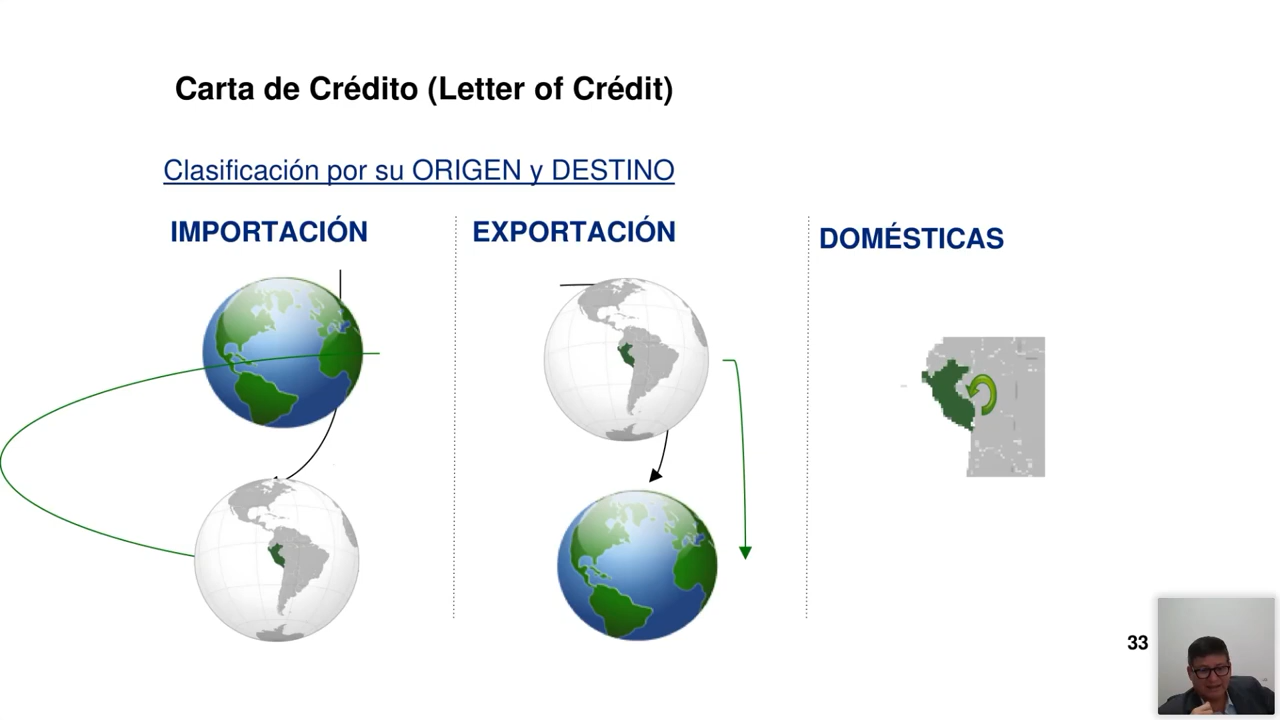 Carta de Crédito (Letter of Crédit)
Clasificación por su ORIGEN y DESTINO
IMPORTACIÓN
EXPORTACIÓN
DOMÉSTICAS
33